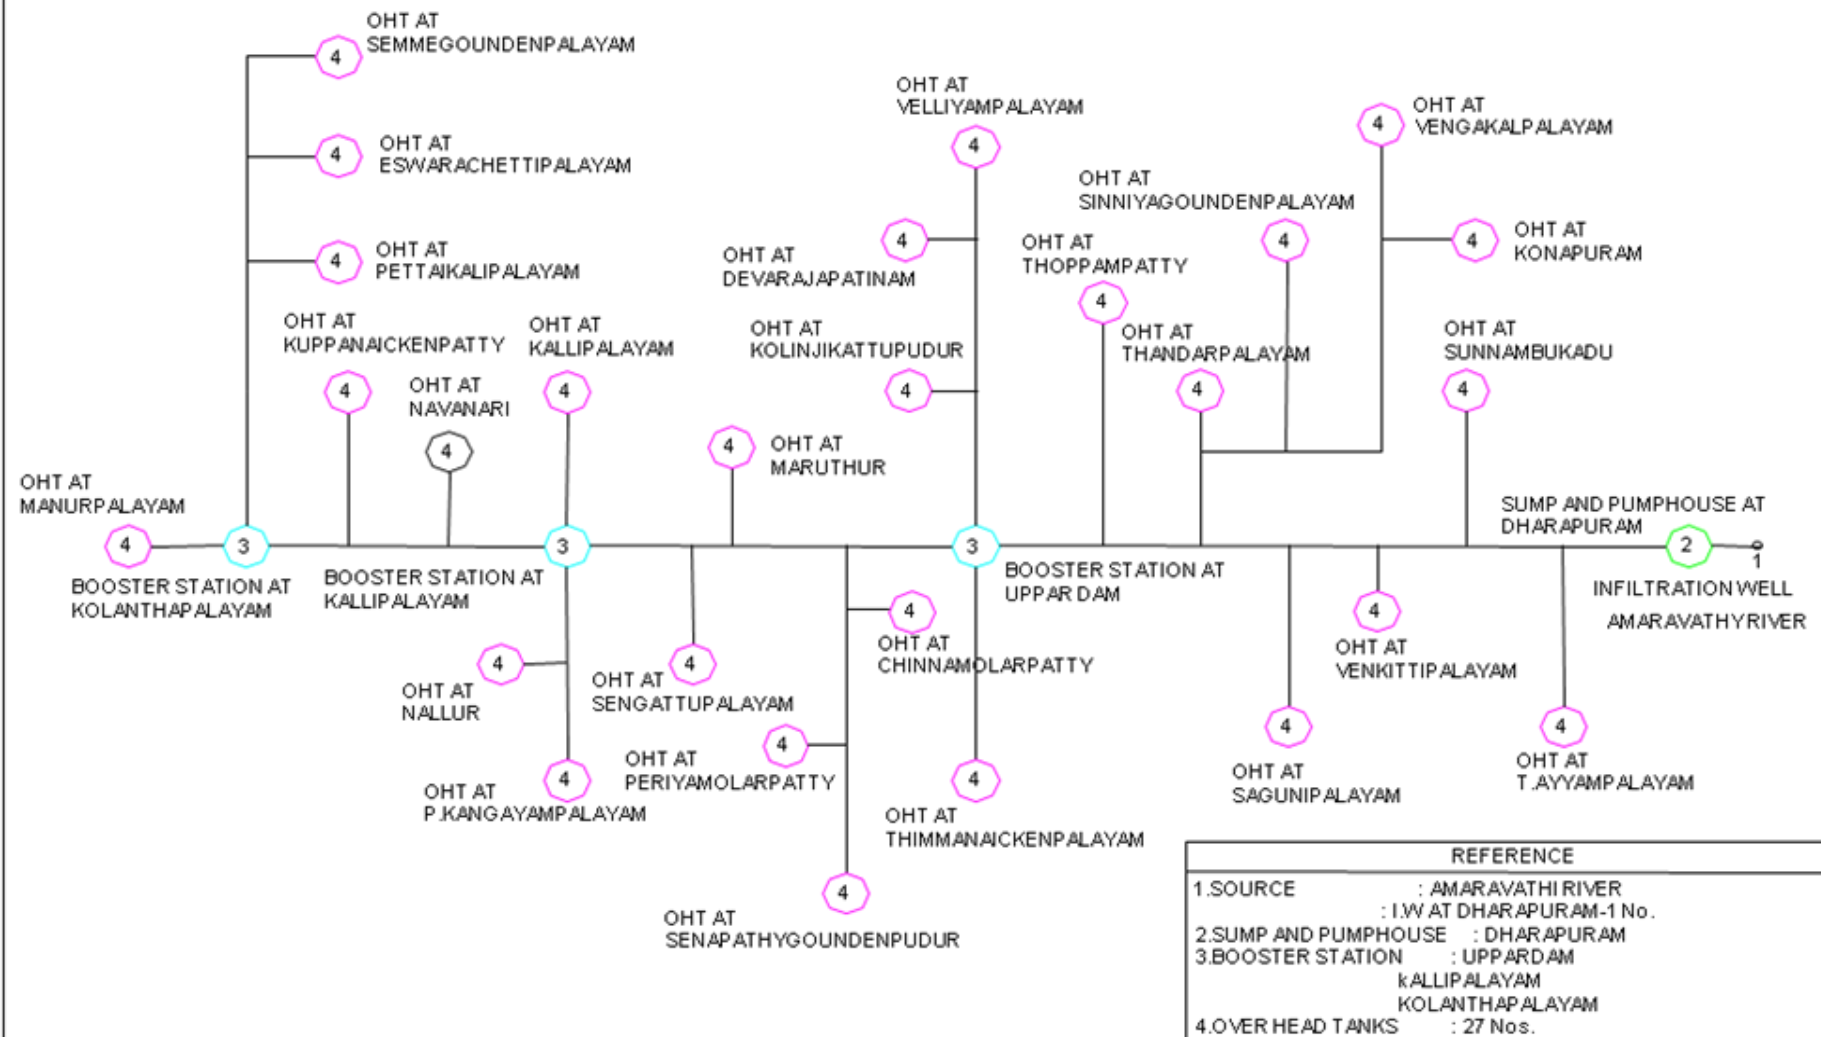 OHT AT
SEMMEGOUNDENPALAYAM
4
OHT AT
ESWARACHETTIPALAYAM
4
OHT AT
PETTAIKALIPALAYAM
4
OHT AT
KUPPANAICKENPATTY
4
OHT AT
NAVANARI
4
OHT AT
KALLIPALAYAM
4
OHT AT
MANURPALAYAM
4
3
BOOSTER STATION AT
KOLANTHAPALAYAM
3
BOOSTER STATION AT
KALLIPALAYAM
4
OHT AT
NALLUR
4
OHT AT
P.KANGAYAMPALAYAM
4
OHT AT
SENGATTUPALAYAM
4
OHT AT
MARUTHUR
4
OHT AT
CHINNAMOLARPATTY
4
OHT AT
PERIYAMOLARPATTY
4
OHT AT
SENAPATHYGOUNDENPUDUR
OHT AT
VELLIYAMPALAYAM
4
4
OHT AT
DEVARAJAPATINAM
OHT AT
KOLINJIKATTUPUDUR
4
3
BOOSTER STATION AT
UPPAR DAM
4
OHT AT
THIMMANAICKENPALAYAM
OHT AT
THOPPAMPATTY
4
OHT AT
THANDARPALAYAM
4
OHT AT
SINNIYAGOUNDENPALAYAM
4
4
OHT AT
VENGAKALPALAYAM
4
OHT AT
KONAPURAM
OHT AT
SUNNAMBUKADU
4
4
OHT AT
SAGUNIPALAYAM
4
OHT AT
VENKITTIPALAYAM
4
OHT AT
T.AYYAMPALAYAM
SUMP AND PUMPHOUSE AT
DHARAPURAM
2
1
INFILTRATION WELL
AMARAVATHY RIVER
REFERENCE
1.SOURCE : AMARAVATHI RIVER
: I.W AT DHARAPURAM-1 No.
2.SUMP AND PUMPHOUSE : DHARAPURAM
3.BOOSTER STATION : UPPARDAM
kALLIPALAYAM
KOLANTHAPALAYAM
4.OVER HEAD TANKS : 27 Nos.